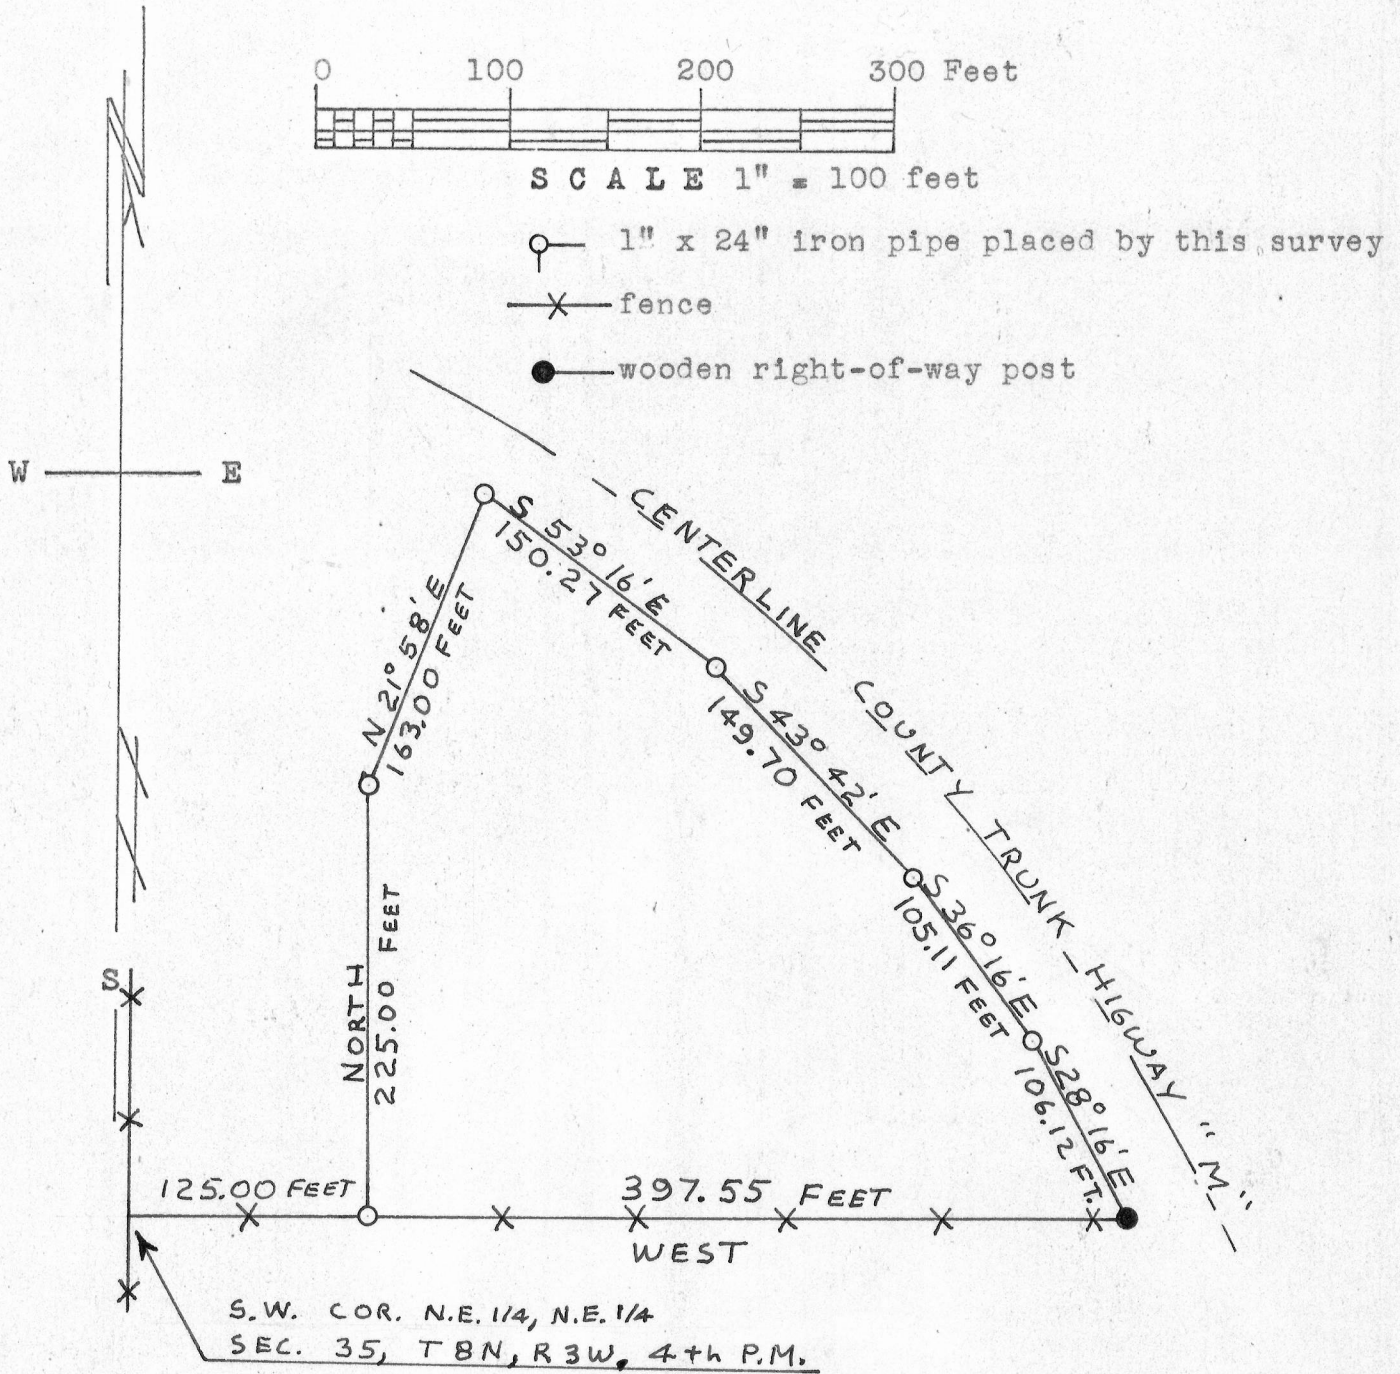 0 100 200 300 Feet
S C A L E 1" = 100 feet
1" x 24" iron pipe placed by this survey
fence
wooden right-of-way post
N
W E
S
CENTERLINE COUNTY TRUNK HIGWAY "M"
S 53° 16' E
150.27 FEET
N 21° 58' E
163.00 FEET
S 43° 42' E
149.70 FEET
S 36° 16' E
105.11 FEET
NORTH
225.00 FEET
S 28° 16' E
106.12 FT.
125.00 FEET
397.55 FEET
WEST
S.W. COR. N.E. 1/4, N.E. 1/4
SEC. 35, T 8N, R 3W, 4th P.M.